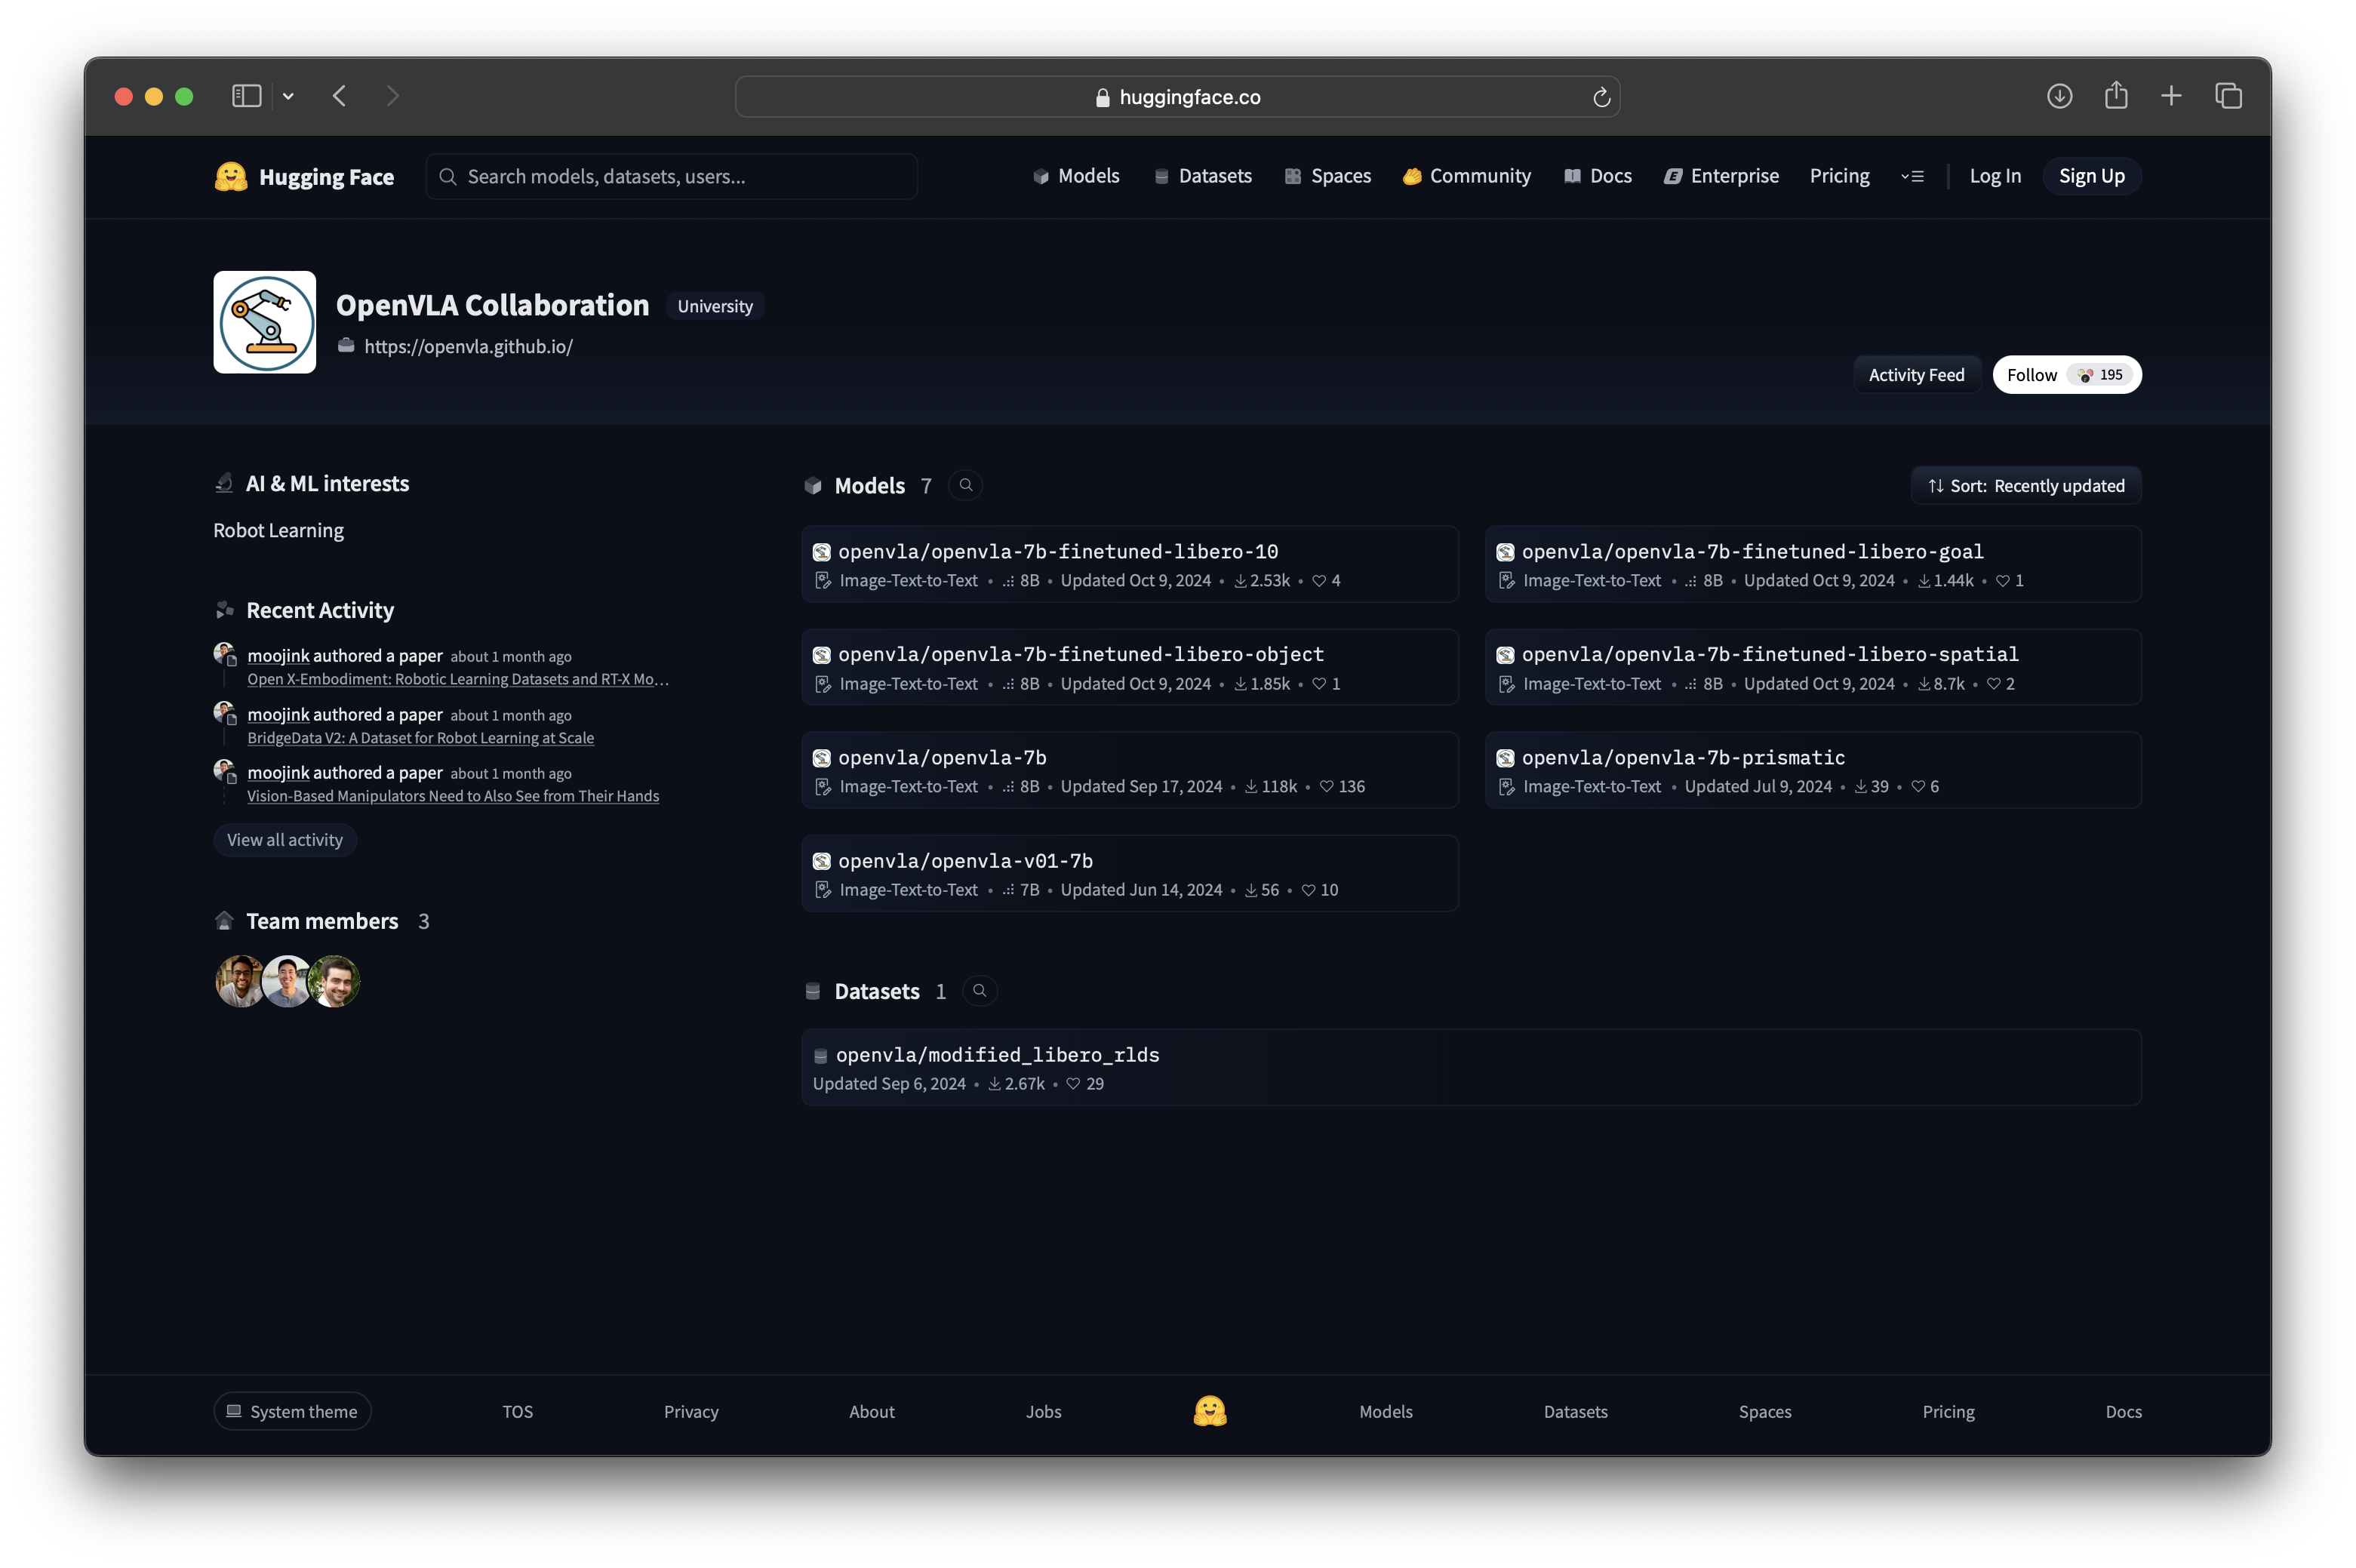 huggingface.co
Hugging Face
Search models, datasets, users...
Models
Datasets
Spaces
Community
Docs
Enterprise
Pricing
Log In
Sign Up
OpenVLA Collaboration
University
https://openvla.github.io/
Activity Feed
Follow 195
AI & ML interests
Robot Learning
Recent Activity
moojink authored a paper about 1 month ago
Open X-Embodiment: Robotic Learning Datasets and RT-X Mo…
moojink authored a paper about 1 month ago
BridgeData V2: A Dataset for Robot Learning at Scale
moojink authored a paper about 1 month ago
Vision-Based Manipulators Need to Also See from Their Hands
View all activity
Team members 3
Models 7
Sort: Recently updated
openvla/openvla-7b-finetuned-libero-10
Image-Text-to-Text • 8B • Updated Oct 9, 2024 • 2.53k • 4
openvla/openvla-7b-finetuned-libero-goal
Image-Text-to-Text • 8B • Updated Oct 9, 2024 • 1.44k • 1
openvla/openvla-7b-finetuned-libero-object
Image-Text-to-Text • 8B • Updated Oct 9, 2024 • 1.85k • 1
openvla/openvla-7b-finetuned-libero-spatial
Image-Text-to-Text • 8B • Updated Oct 9, 2024 • 8.7k • 2
openvla/openvla-7b
Image-Text-to-Text • 8B • Updated Sep 17, 2024 • 118k • 136
openvla/openvla-7b-prismatic
Image-Text-to-Text • Updated Jul 9, 2024 • 39 • 6
openvla/openvla-v01-7b
Image-Text-to-Text • 7B • Updated Jun 14, 2024 • 56 • 10
Datasets 1
openvla/modified_libero_rlds
Updated Sep 6, 2024 • 2.67k • 29
System theme
TOS
Privacy
About
Jobs
Models
Datasets
Spaces
Pricing
Docs